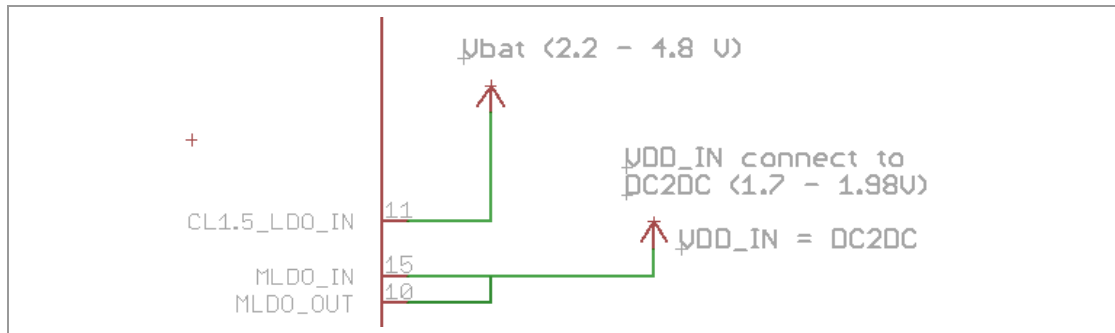 Vbat (2.2 - 4.8 V)
VDD_IN connect to
DC2DC (1.7 - 1.98V)
11
CL1.5_LDO_IN
VDD_IN = DC2DC
15
MLDO_IN
10
MLDO_OUT